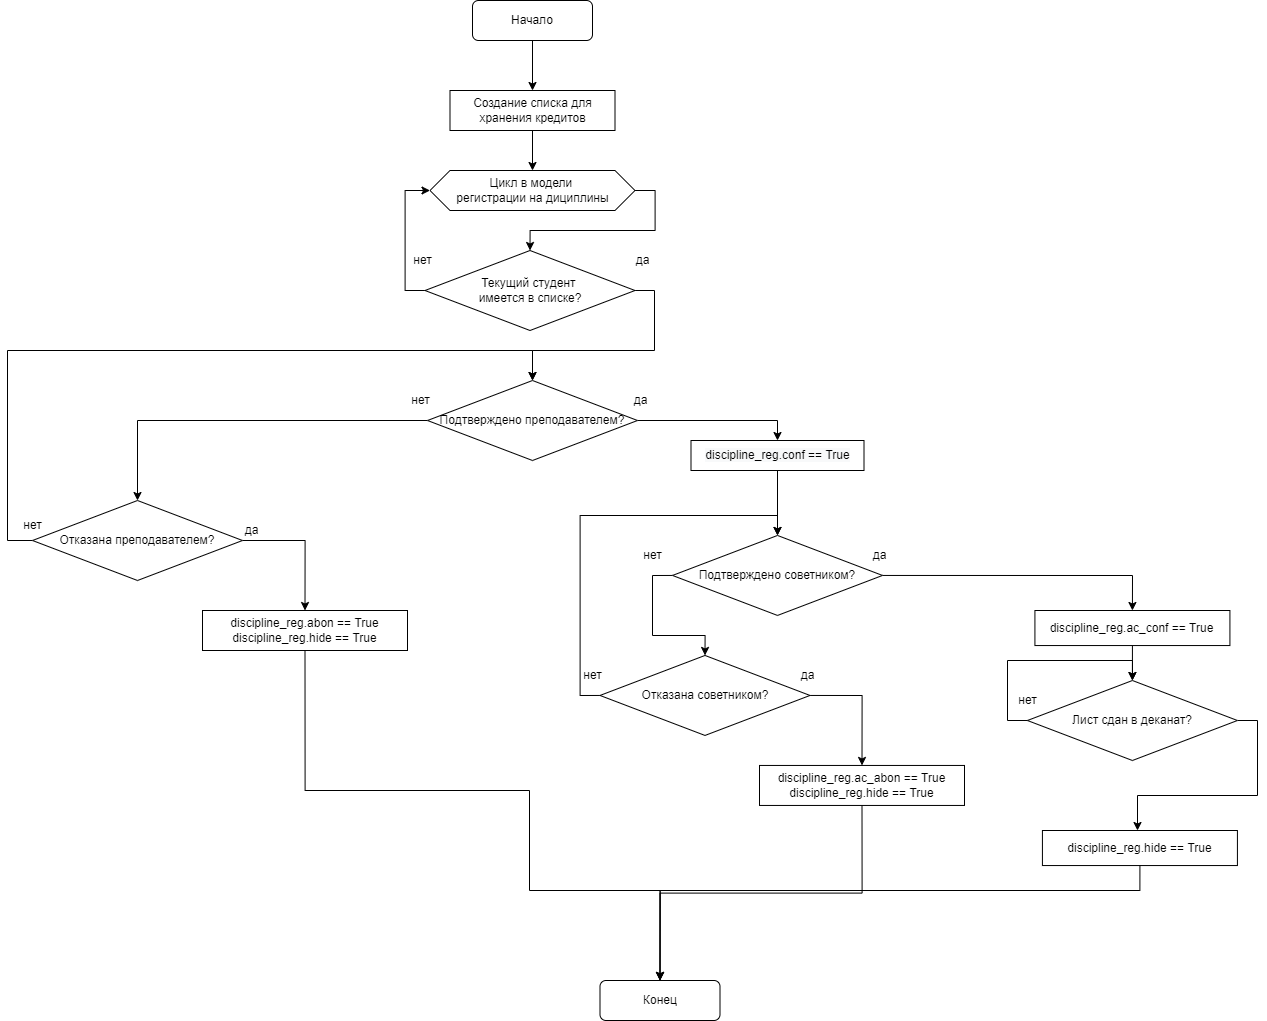 Начало
Создание списка для
хранения кредитов
Цикл в модели
регистрации на дициплины
нет
да
Текущий студент
имеется в списке?
нет
да
Подтверждено преподавателем?
discipline_reg.conf == True
нет
да
Отказана преподавателем?
нет
да
Подтверждено советником?
discipline_reg.abon == True
discipline_reg.hide == True
discipline_reg.ac_conf == True
нет
да
Отказана советником?
нет
Лист сдан в деканат?
discipline_reg.ac_abon == True
discipline_reg.hide == True
discipline_reg.hide == True
Конец